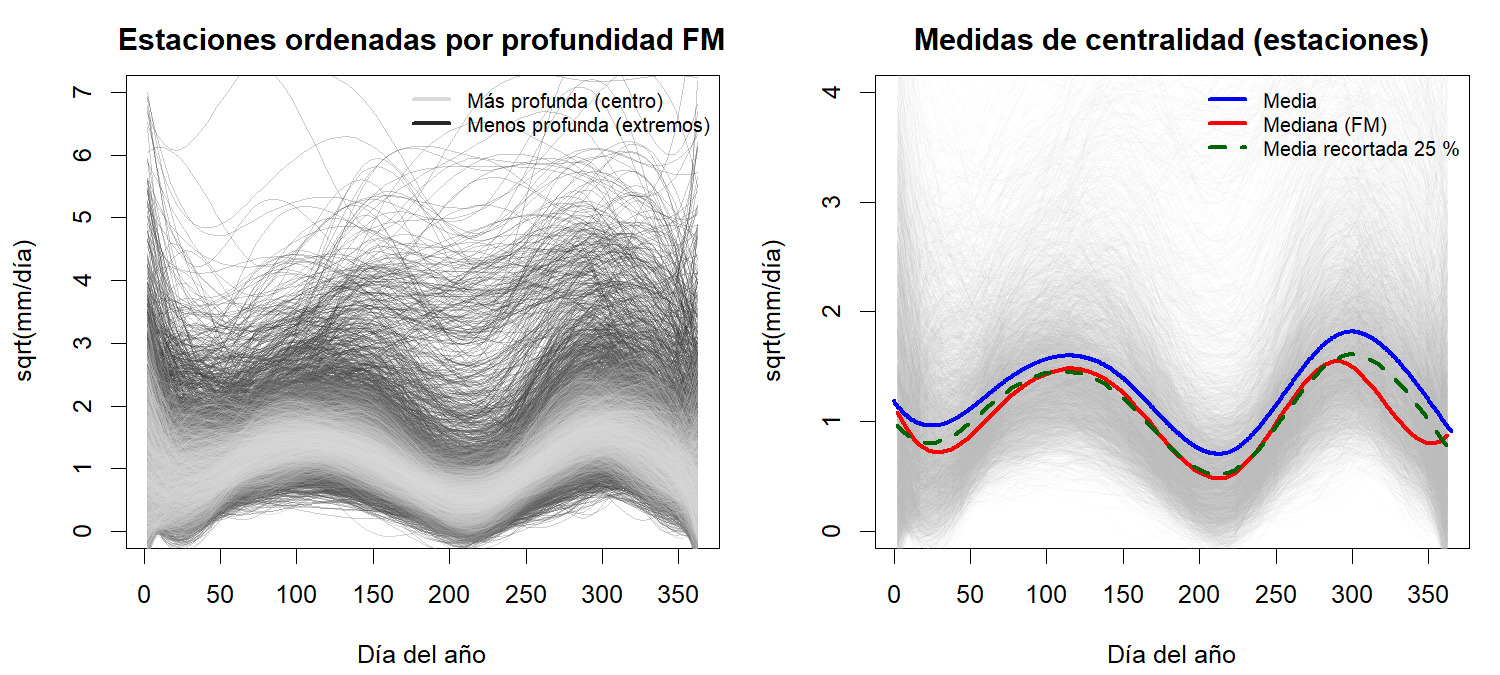 Estaciones ordenadas por profundidad FM
Más profunda (centro)
Menos profunda (extremos)
sqrt(mm/día)
7
6
5
4
3
2
1
0
0 50 100 150 200 250 300 350
Día del año
Medidas de centralidad (estaciones)
Media
Mediana (FM)
Media recortada 25 %
sqrt(mm/día)
4
3
2
1
0
0 50 100 150 200 250 300 350
Día del año